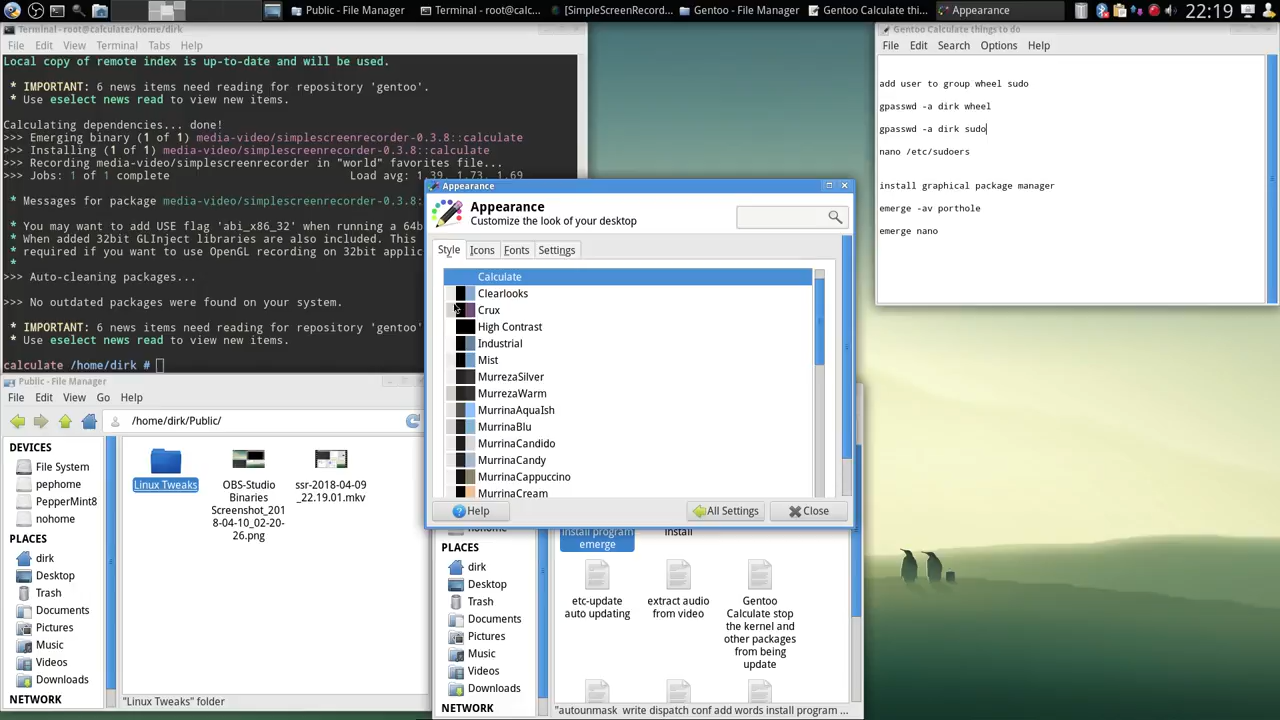 Public - File Manager
Terminal - root@calc...
[SimpleScreenRecord...
Gentoo - File Manager
Gentoo Calculate thi...
Appearance
22:19
Terminal - root@calculate:/home/dirk
File Edit View Terminal Tabs Help
Local copy of remote index is up-to-date and will be used.
* IMPORTANT: 6 news items need reading for repository 'gentoo'.
* Use eselect news read to view new items.
Calculating dependencies... done!
>>> Emerging binary (1 of 1) media-video/simplescreenrecorder-0.3.8::calculate
>>> Installing (1 of 1) media-video/simplescreenrecorder-0.3.8::calculate
>>> Recording media-video/simplescreenrecorder in "world" favorites file...
>>> Jobs: 1 of 1 complete Load avg: 1.39, 1.73, 1.69
* Messages for package media-video/simplescreenrecorder-0.3.8:
* You may want to add USE flag 'abi_x86_32' when running a 64b
* When added 32bit GLInject libraries are also included. This
* required if you want to use OpenGL recording on 32bit applic
*
>>> Auto-cleaning packages...
>>> No outdated packages were found on your system.
* IMPORTANT: 6 news items need reading for repository 'gentoo'.
* Use eselect news read to view new items.
calculate /home/dirk #
Gentoo Calculate things to do
File Edit Search Options Help
add user to group wheel sudo
gpasswd -a dirk wheel
gpasswd -a dirk sudo
nano /etc/sudoers
install graphical package manager
emerge -av porthole
emerge nano
Appearance
Appearance
Customize the look of your desktop
Style Icons Fonts Settings
Calculate
Clearlooks
Crux
High Contrast
Industrial
Mist
MurrezaSilver
MurrezaWarm
MurrinaAquaIsh
MurrinaBlu
MurrinaCandido
MurrinaCandy
MurrinaCappuccino
MurrinaCream
Help
All Settings
Close
Public - File Manager
File Edit View Go Help
/home/dirk/Public/
DEVICES
File System
pephome
PepperMint8
nohome
PLACES
dirk
Desktop
Trash
Documents
Pictures
Music
Videos
Downloads
NETWORK
Linux Tweaks
OBS-Studio
Binaries
Screenshot_201
8-04-10_02-20-
26.png
ssr-2018-04-09
_22.19.01.mkv
"Linux Tweaks" folder
nohome
PLACES
dirk
Desktop
Trash
Documents
Pictures
Music
Videos
Downloads
NETWORK
install program
emerge
install
etc-update
auto updating
extract audio
from video
Gentoo
Calculate stop
the kernel and
other packages
from being
update
"autounmask write dispatch conf add words install program ...